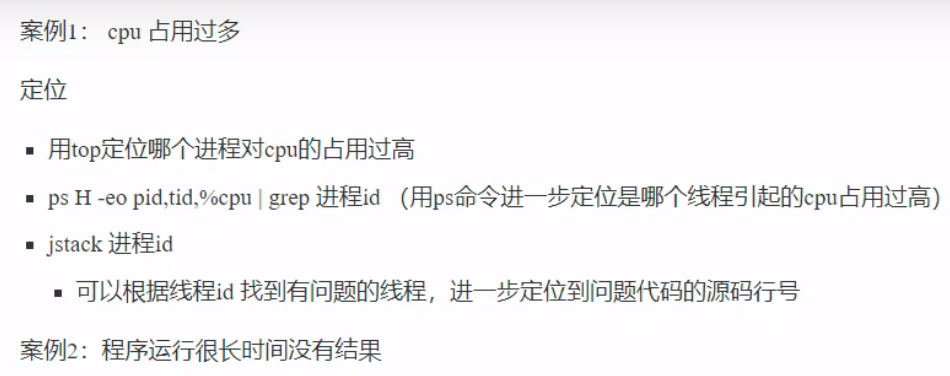 案例1： cpu 占用过多
定位
▪ 用top定位哪个进程对cpu的占用过高
▪ ps H -eo pid,tid,%cpu | grep 进程id （用ps命令进一步定位是哪个线程引起的cpu占用过高）
▪ jstack 进程id
▪ 可以根据线程id 找到有问题的线程，进一步定位到问题代码的源码行号
案例2：程序运行很长时间没有结果